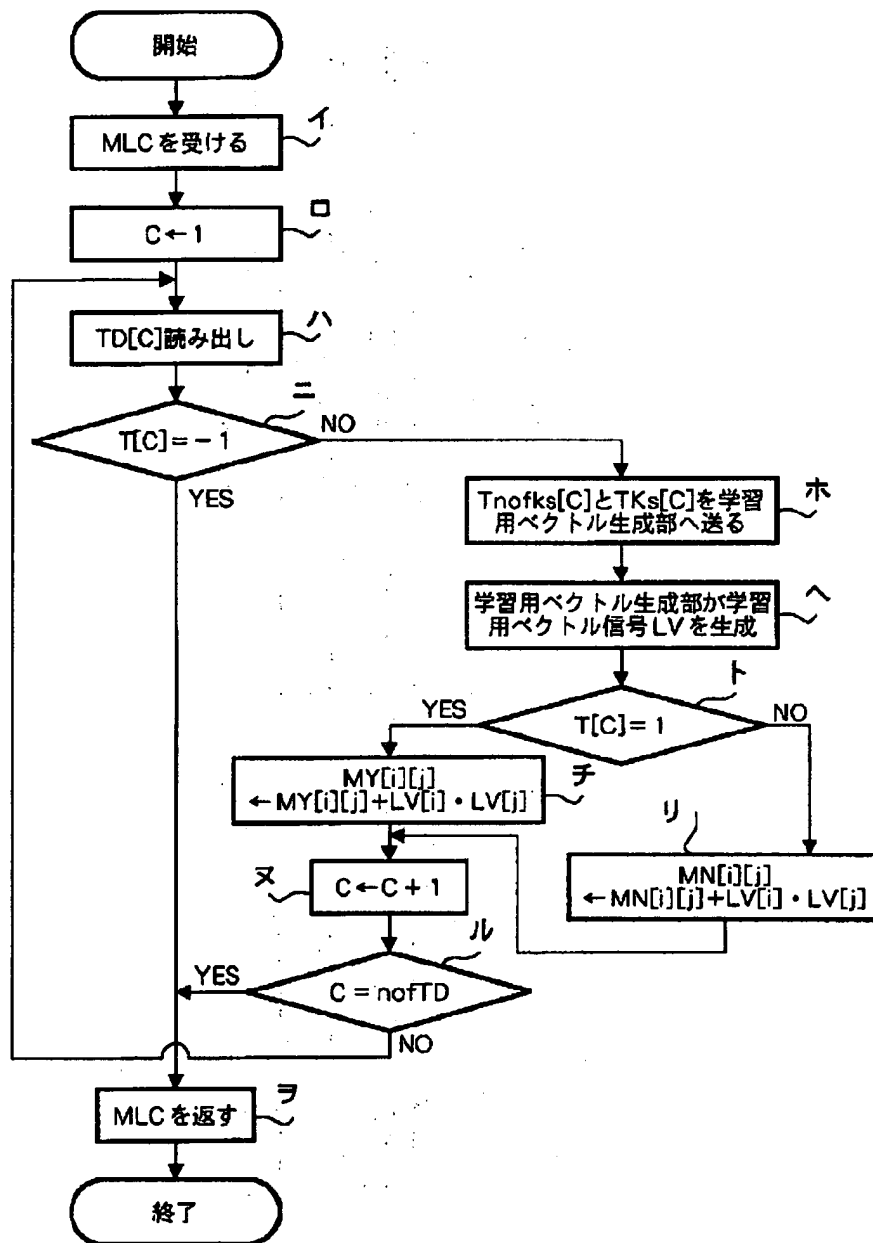 開始
イ
MLCを受ける
ロ
C←1
ハ
TD[C]読み出し
ニ
T[C]=-1
NO
YES
ホ
Tnofks[C]とTKs[C]を学習
用ベクトル生成部へ送る
ヘ
学習用ベクトル生成部が学習
用ベクトル信号LVを生成
ト
T[C]=1
YES
NO
チ
MY[i][j]
←MY[i][j]+LV[i]・LV[j]
リ
MN[i][j]
←MN[i][j]+LV[i]・LV[j]
ヌ
C←C+1
ル
C=nofTD
YES
NO
ヲ
MLCを返す
終了